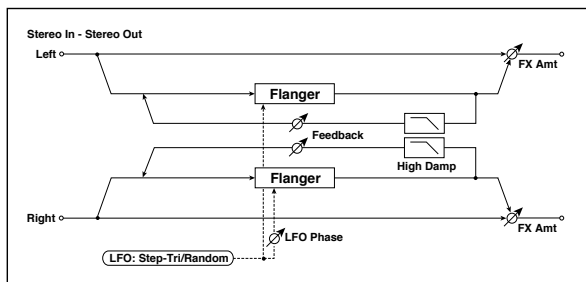 Stereo In - Stereo Out
Left
FX Amt
Flanger
Feedback
High Damp
Flanger
Right
LFO Phase
FX Amt
LFO: Step-Tri/Random